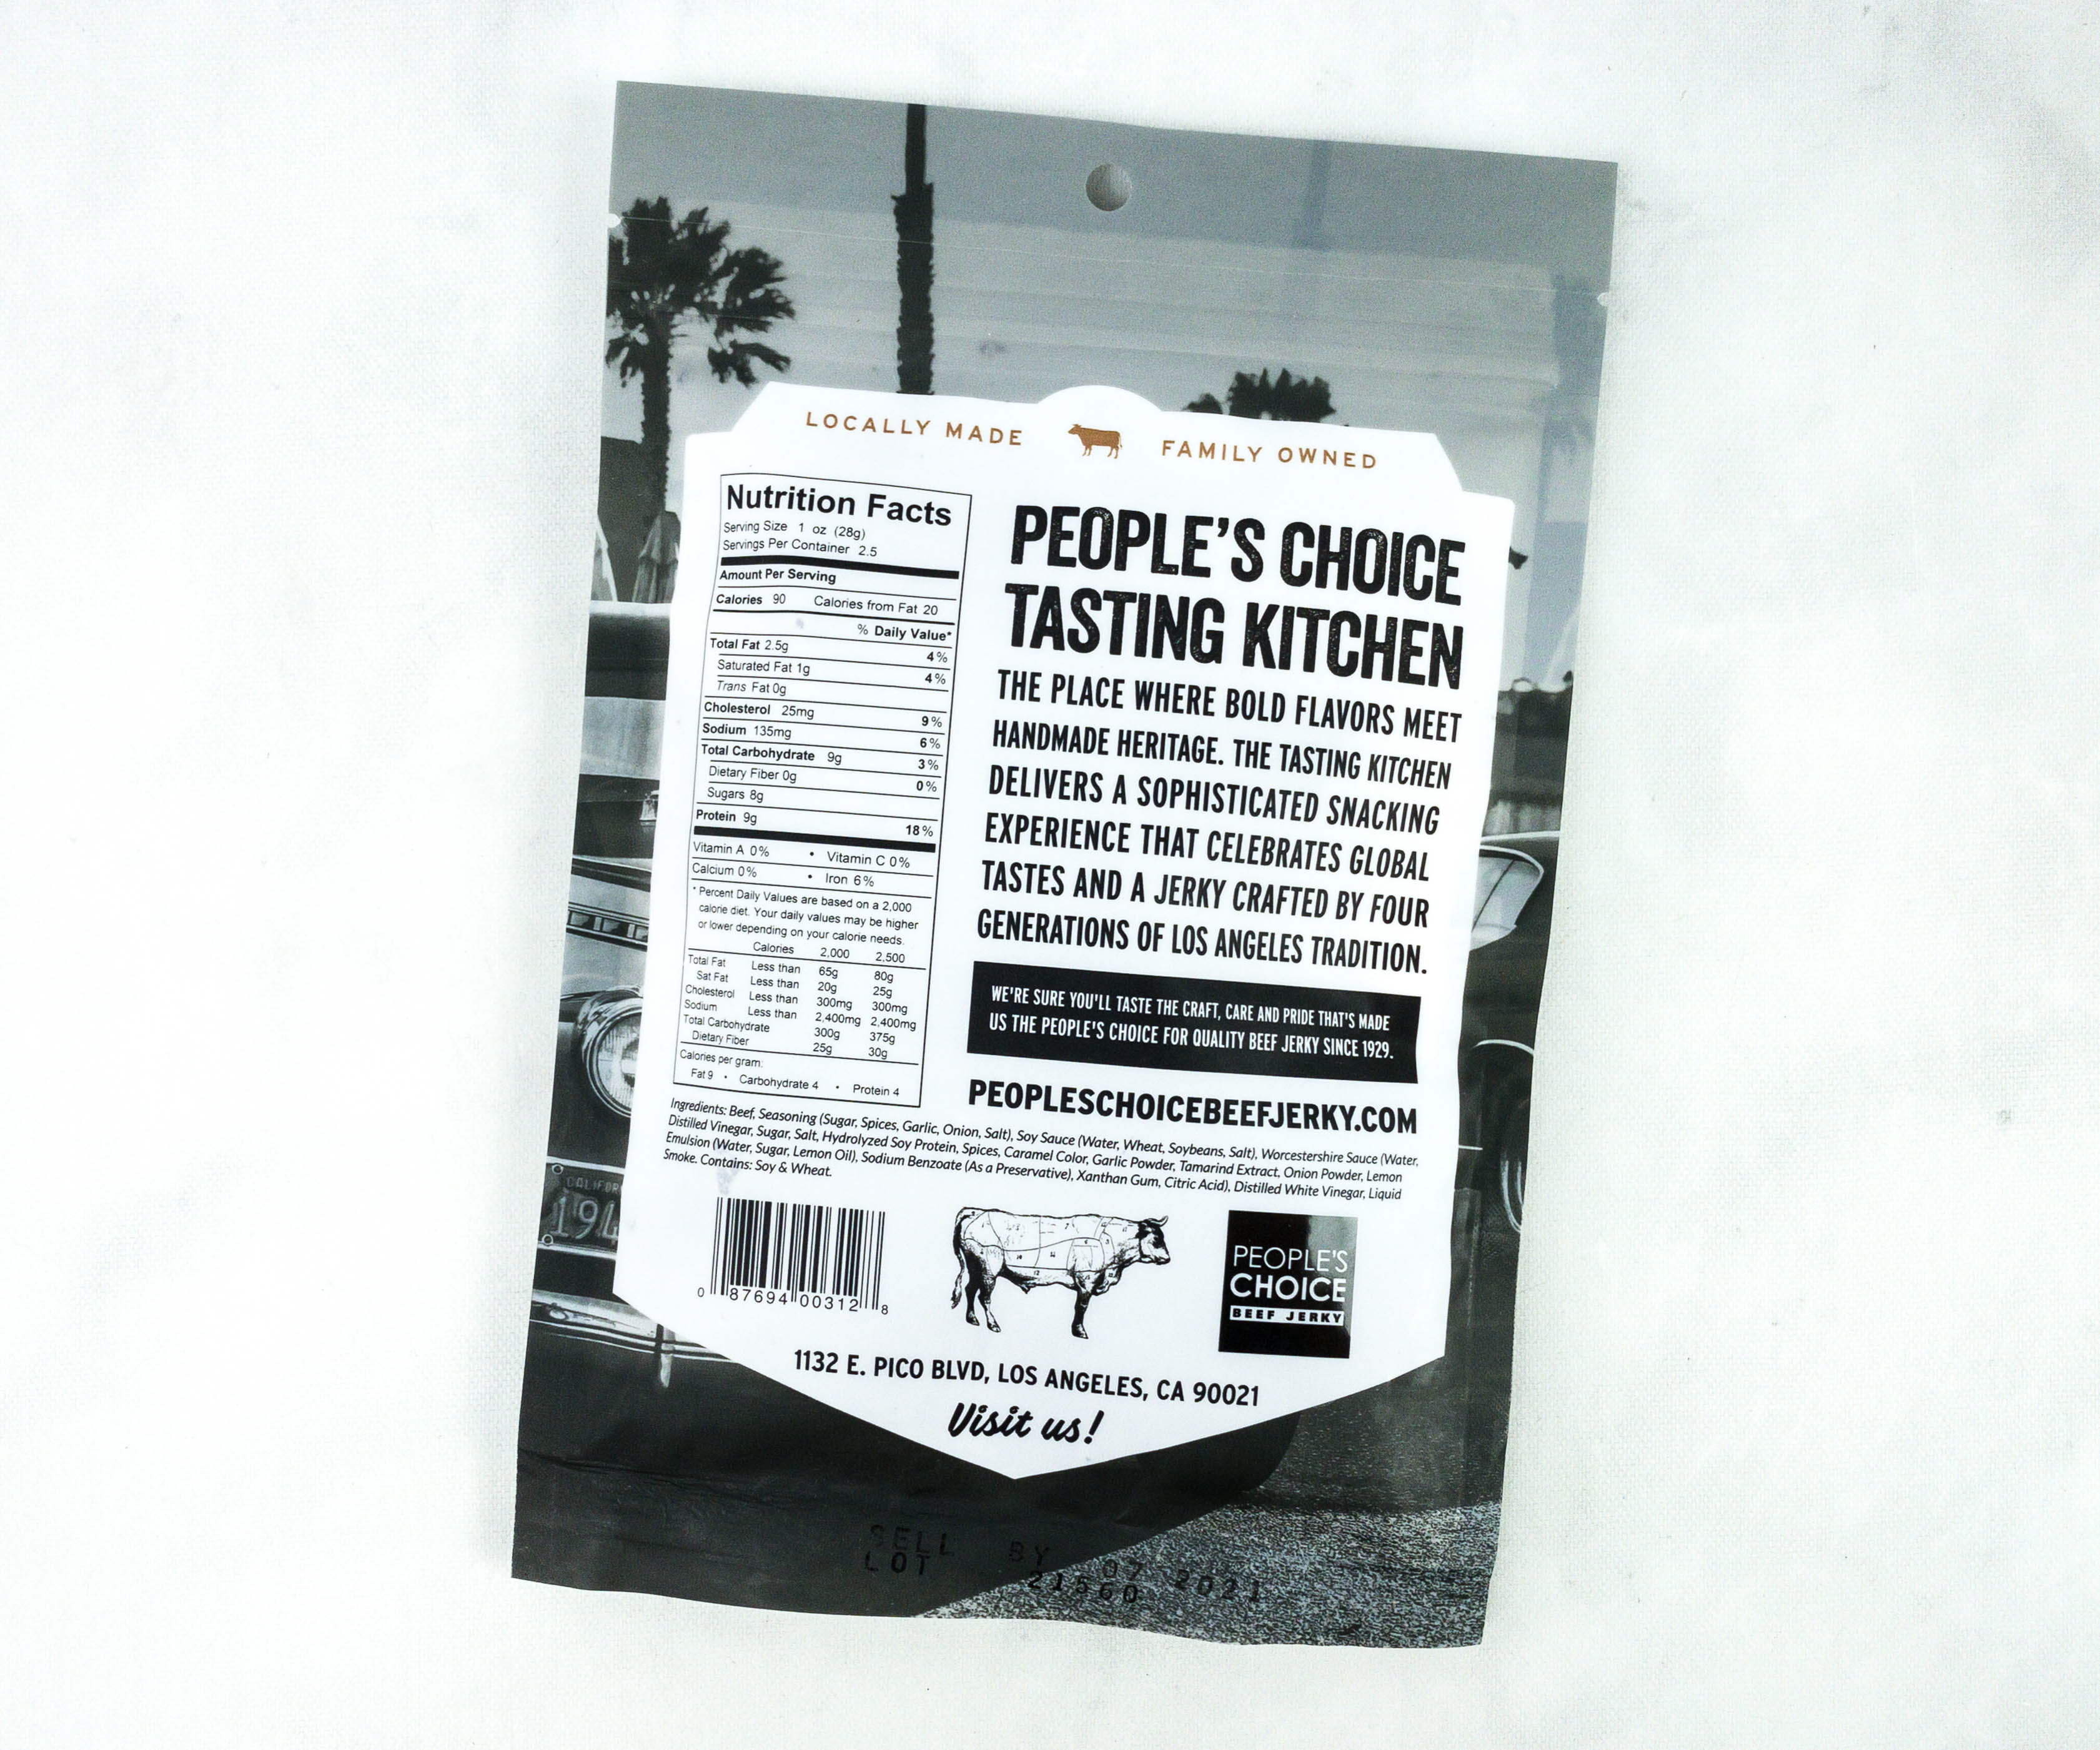 LOCALLY MADE FAMILY OWNED
Nutrition Facts
Serving Size 1 oz (28g)
Servings Per Container 2.5
Amount Per Serving
Calories 90 Calories from Fat 20
% Daily Value*
Total Fat 2.5g 4%
Saturated Fat 1g 4%
Trans Fat 0g
Cholesterol 25mg 9%
Sodium 135mg 6%
Total Carbohydrate 9g 3%
Dietary Fiber 0g 0%
Sugars 8g
Protein 9g 18%
Vitamin A 0% • Vitamin C 0%
Calcium 0% • Iron 6%
* Percent Daily Values are based on a 2,000
calorie diet. Your daily values may be higher
or lower depending on your calorie needs.
Calories 2,000 2,500
Total Fat Less than 65g 80g
Sat Fat Less than 20g 25g
Cholesterol Less than 300mg 300mg
Sodium Less than 2,400mg 2,400mg
Total Carbohydrate 300g 375g
Dietary Fiber 25g 30g
Calories per gram:
Fat 9 • Carbohydrate 4 • Protein 4
PEOPLE'S CHOICE
TASTING KITCHEN
THE PLACE WHERE BOLD FLAVORS MEET
HANDMADE HERITAGE. THE TASTING KITCHEN
DELIVERS A SOPHISTICATED SNACKING
EXPERIENCE THAT CELEBRATES GLOBAL
TASTES AND A JERKY CRAFTED BY FOUR
GENERATIONS OF LOS ANGELES TRADITION.
WE'RE SURE YOU'LL TASTE THE CRAFT, CARE AND PRIDE THAT'S MADE
US THE PEOPLE'S CHOICE FOR QUALITY BEEF JERKY SINCE 1929.
PEOPLESCHOICEBEEFJERKY.COM
Ingredients: Beef, Seasoning (Sugar, Spices, Garlic, Onion, Salt), Soy Sauce (Water, Wheat, Soybeans, Salt), Worcestershire Sauce (Water,
Distilled Vinegar, Sugar, Salt, Hydrolyzed Soy Protein, Spices, Caramel Color, Garlic Powder, Tamarind Extract, Onion Powder, Lemon
Emulsion (Water, Sugar, Lemon Oil), Sodium Benzoate (As a Preservative), Xanthan Gum, Citric Acid), Distilled White Vinegar, Liquid
Smoke. Contains: Soy & Wheat.
0 87694 00312 8
PEOPLE'S
CHOICE
BEEF JERKY
1132 E. PICO BLVD, LOS ANGELES, CA 90021
Visit us!
SELL BY 07 2021
LOT 21560